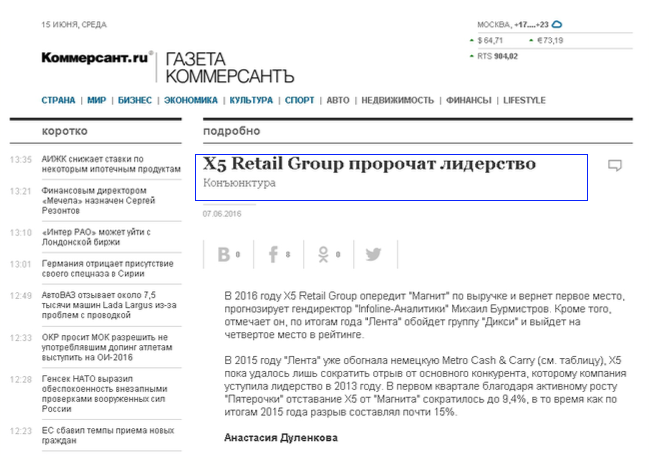 15 ИЮНЯ, СРЕДА
МОСКВА, +17....+23
$ 64,71 € 73,19
RTS 904,02
Коммерсант.ru®
ГАЗЕТА
КОММЕРСАНТЪ
СТРАНА | МИР | БИЗНЕС | ЭКОНОМИКА | КУЛЬТУРА | СПОРТ | АВТО | НЕДВИЖИМОСТЬ | ФИНАНСЫ | LIFESTYLE
коротко
13:35 АИЖК снижает ставки по
некоторым ипотечным продуктам
13:21 Финансовым директором
«Мечела» назначен Сергей
Резонтов
13:10 «Интер РАО» может уйти с
Лондонской биржи
13:01 Германия отрицает присутствие
своего спецназа в Сирии
12:49 АвтоВАЗ отзывает около 7,5
тысячи машин Lada Largus из-за
проблем с проводкой
12:33 ОКР просит МОК разрешить не
употреблявшим допинг атлетам
выступить на ОИ-2016
12:28 Генсек НАТО выразил
обеспокоенность внезапными
проверками вооруженных сил
России
12:23 ЕС сбавил темпы приема новых
граждан
подробно
X5 Retail Group пророчат лидерство
Конъюнктура
07.06.2016
В 0 f 6 0
В 2016 году X5 Retail Group опередит "Магнит" по выручке и вернет первое место,
прогнозирует гендиректор "Infoline-Аналитики" Михаил Бурмистров. Кроме того,
отмечает он, по итогам года "Лента" обойдет группу "Дикси" и выйдет на
четвертое место в рейтинге.
В 2015 году "Лента" уже обогнала немецкую Metro Cash & Carry (см. таблицу), X5
пока удалось лишь сократить отрыв от основного конкурента, которому компания
уступила лидерство в 2013 году. В первом квартале благодаря активному росту
"Пятерочки" отставание X5 от "Магнита" сократилось до 9,4%, в то время как по
итогам 2015 года разрыв составлял почти 15%.
Анастасия Дуленкова